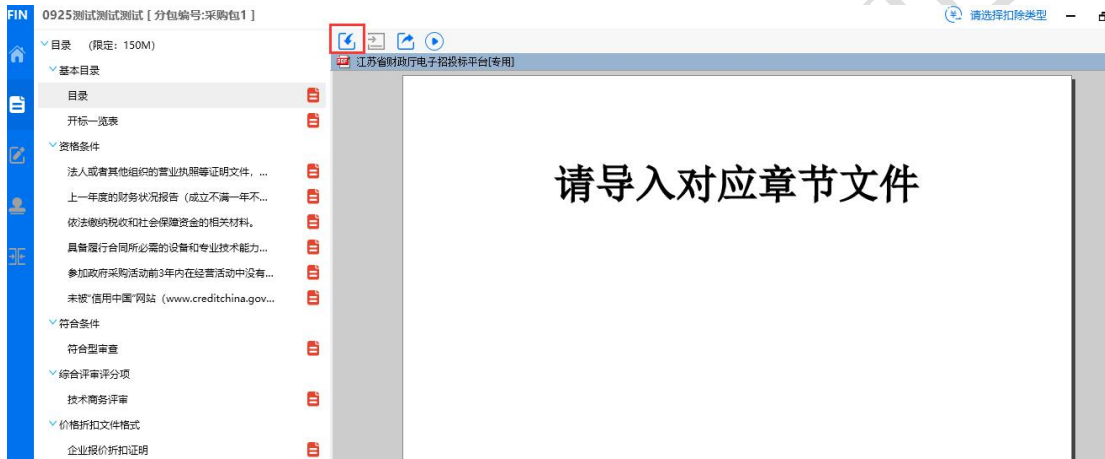 FIN 0925测试测试测试 [ 分包编号:采购包1 ] 请选择扣除类型
目录 (限定: 150M)
基本目录
目录
开标一览表
资格条件
法人或者其他组织的营业执照等证明文件, ...
上一年度的财务状况报告 (成立不满一年不...
依法缴纳税收和社会保障资金的相关材料。
具备履行合同所必需的设备和专业技术能力...
参加政府采购活动前3年内在经营活动中没有...
未被"信用中国"网站 (www.creditchina.gov...
符合条件
符合型审查
综合评审评分项
技术商务评审
价格折扣文件格式
企业报价折扣证明
PDF 江苏省财政厅电子招投标平台[专用]
请导入对应章节文件